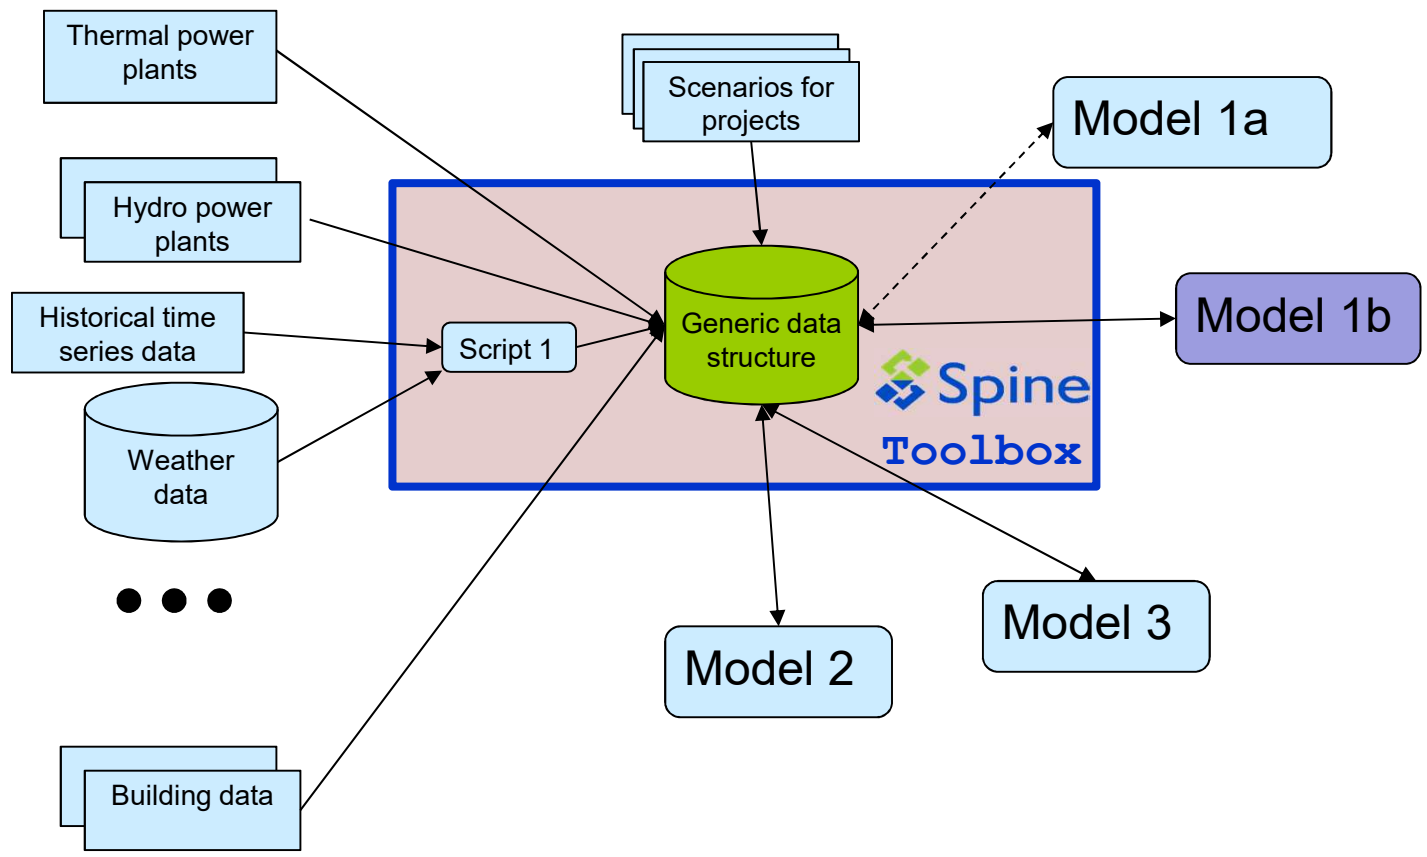 Thermal power
plants
Scenarios for
projects
Model 1a
Hydro power
plants
Historical time
series data
Script 1
Generic data
structure
Model 1b
Spine
Toolbox
Weather
data
Model 2
Model 3
Building data